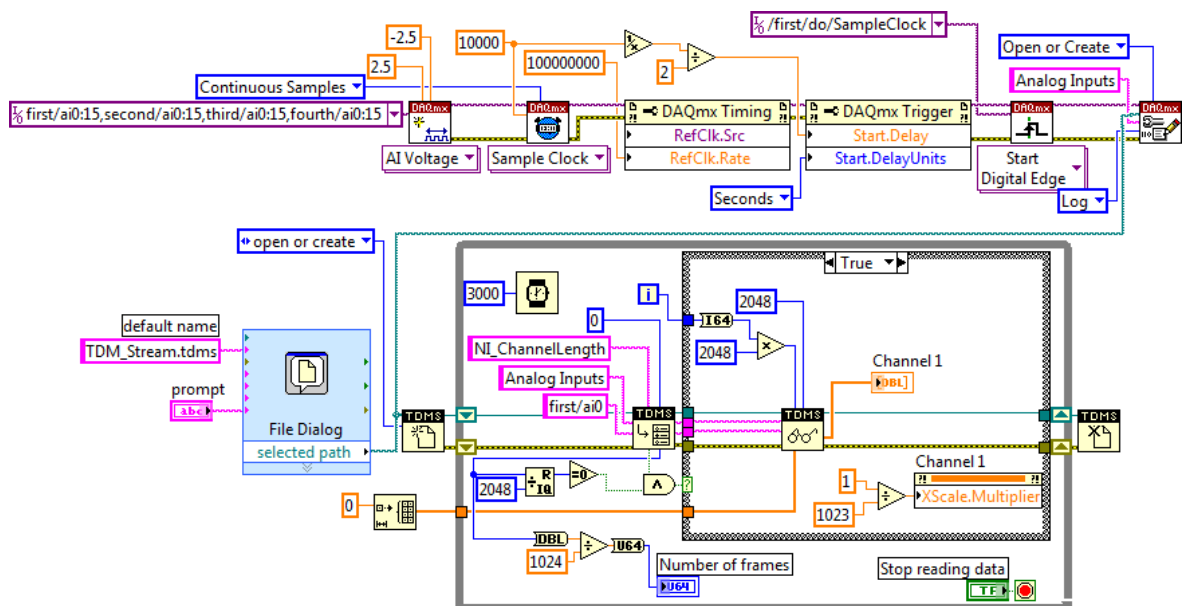 -2.5
2.5
10000
100000000
2
/first/do/SampleClock
Open or Create
Analog Inputs
Continuous Samples
first/ai0:15,second/ai0:15,third/ai0:15,fourth/ai0:15
DAQmx
AI Voltage
DAQmx
Sample Clock
DAQmx Timing
RefClk.Src
RefClk.Rate
DAQmx Trigger
Start.Delay
Start.DelayUnits
Seconds
DAQmx
Start
Digital Edge
DAQmx
Log
open or create
default name
TDM_Stream.tdms
prompt
abc
File Dialog
selected path
TDMS
3000
0
NI_ChannelLength
Analog Inputs
first/ai0
TDMS
2048
R
IQ
=0
0
DBL
1024
U64
Number of frames
U64
True
i
I64
2048
2048
TDMS
Channel 1
DBL
Channel 1
XScale.Multiplier
1
1023
?
TDMS
Stop reading data
TF